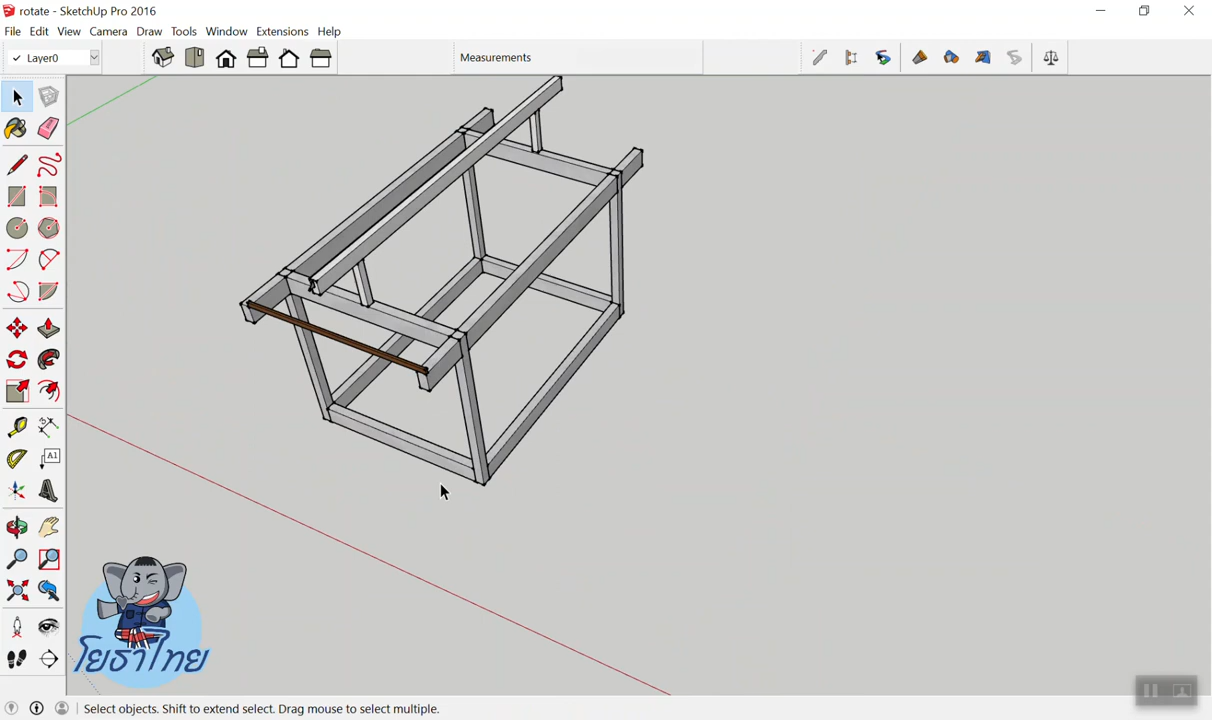 rotate - SketchUp Pro 2016
File Edit View Camera Draw Tools Window Extensions Help
Layer0
Measurements
A1
โยธาไทย
Select objects. Shift to extend select. Drag mouse to select multiple.